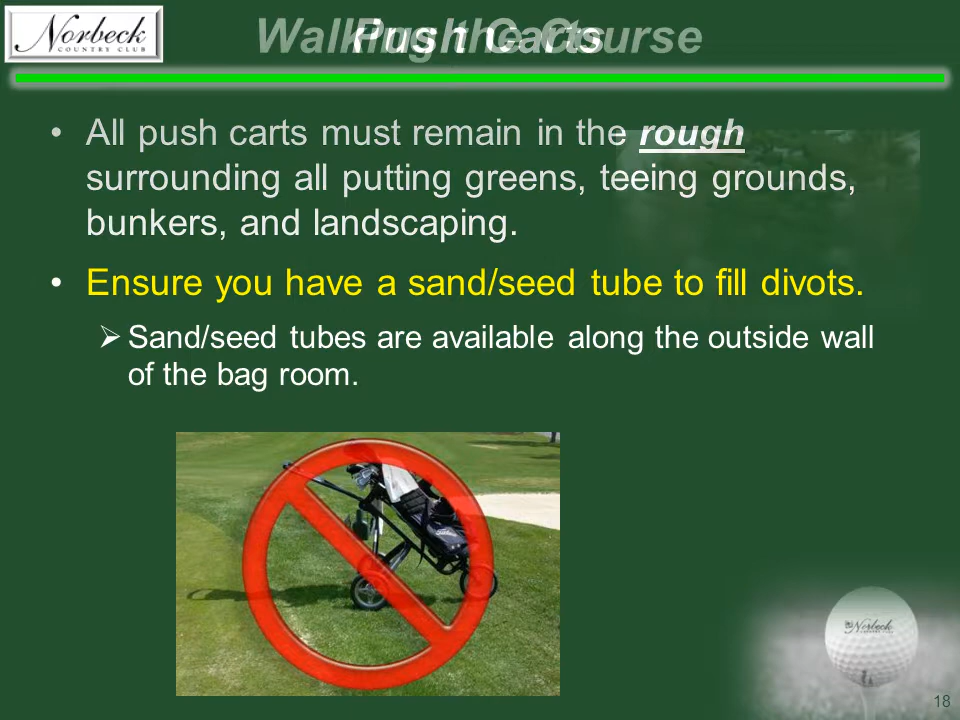 Norbeck
COUNTRY CLUB
Walking the Course
Push Carts
• All push carts must remain in the rough
surrounding all putting greens, teeing grounds,
bunkers, and landscaping.
• Ensure you have a sand/seed tube to fill divots.
➢ Sand/seed tubes are available along the outside wall
of the bag room.
Norbeck
18